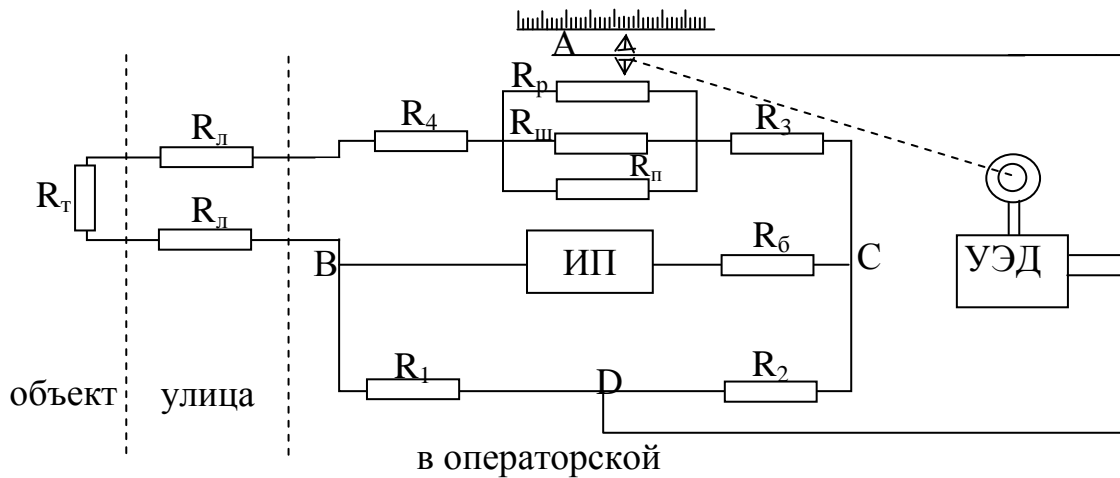 A
Rр
R4
Rш
R3
Rл
Rп
Rт
Rл
B
ИП
Rб
C
УЭД
R1
D
R2
объект
улица
в операторской